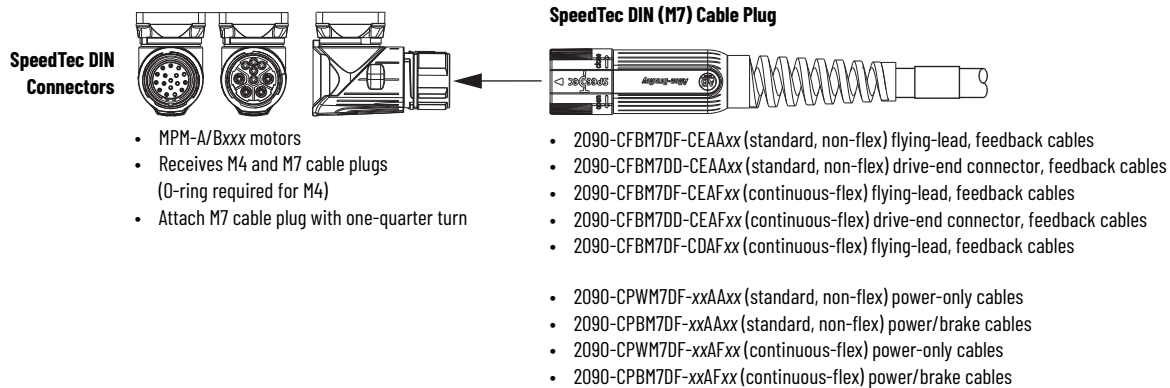 SpeedTec DIN (M7) Cable Plug
SpeedTec DIN
Connectors
• MPM-A/Bxxx motors
• Receives M4 and M7 cable plugs
(O-ring required for M4)
• Attach M7 cable plug with one-quarter turn
Allen-Bradley
AB
• 2090-CFBM7DF-CEAAxx (standard, non-flex) flying-lead, feedback cables
• 2090-CFBM7DD-CEAAxx (standard, non-flex) drive-end connector, feedback cables
• 2090-CFBM7DF-CEAFxx (continuous-flex) flying-lead, feedback cables
• 2090-CFBM7DD-CEAFxx (continuous-flex) drive-end connector, feedback cables
• 2090-CFBM7DF-CDAFxx (continuous-flex) flying-lead, feedback cables
• 2090-CPWM7DF-xxAAxx (standard, non-flex) power-only cables
• 2090-CPBM7DF-xxAAxx (standard, non-flex) power/brake cables
• 2090-CPWM7DF-xxAFxx (continuous-flex) power-only cables
• 2090-CPBM7DF-xxAFxx (continuous-flex) power/brake cables